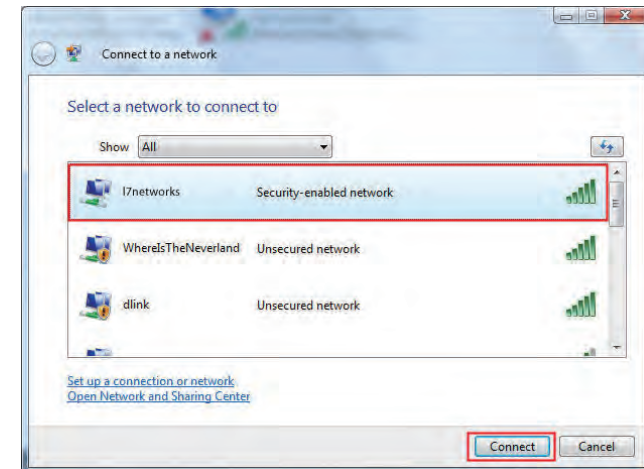 Connect to a network
Select a network to connect to
Show All
l7networks Security-enabled network
WhereIsTheNeverland Unsecured network
dlink Unsecured network
Set up a connection or network
Open Network and Sharing Center
Connect Cancel